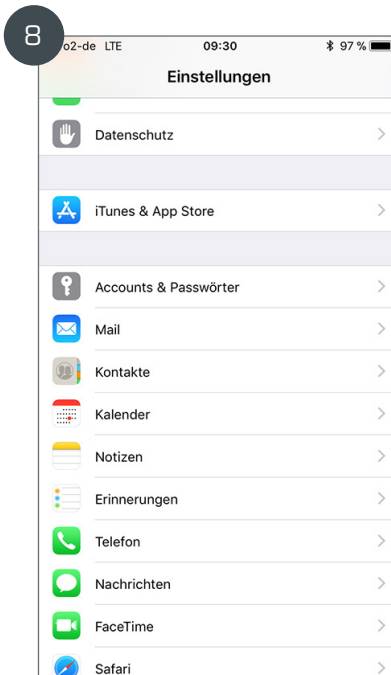 8
o2-de LTE 09:30 97 %
Einstellungen
Datenschutz
iTunes & App Store
Accounts & Passwörter
Mail
Kontakte
Kalender
Notizen
Erinnerungen
Telefon
Nachrichten
FaceTime
Safari